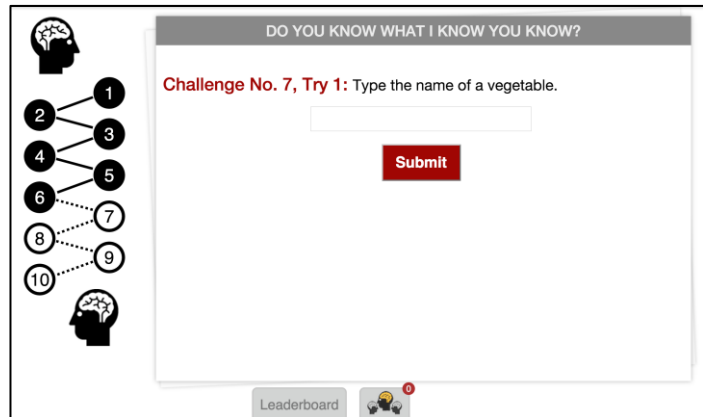 DO YOU KNOW WHAT I KNOW YOU KNOW?
Challenge No. 7, Try 1: Type the name of a vegetable.
Submit
1
2
3
4
5
6
7
8
9
10
Leaderboard
0